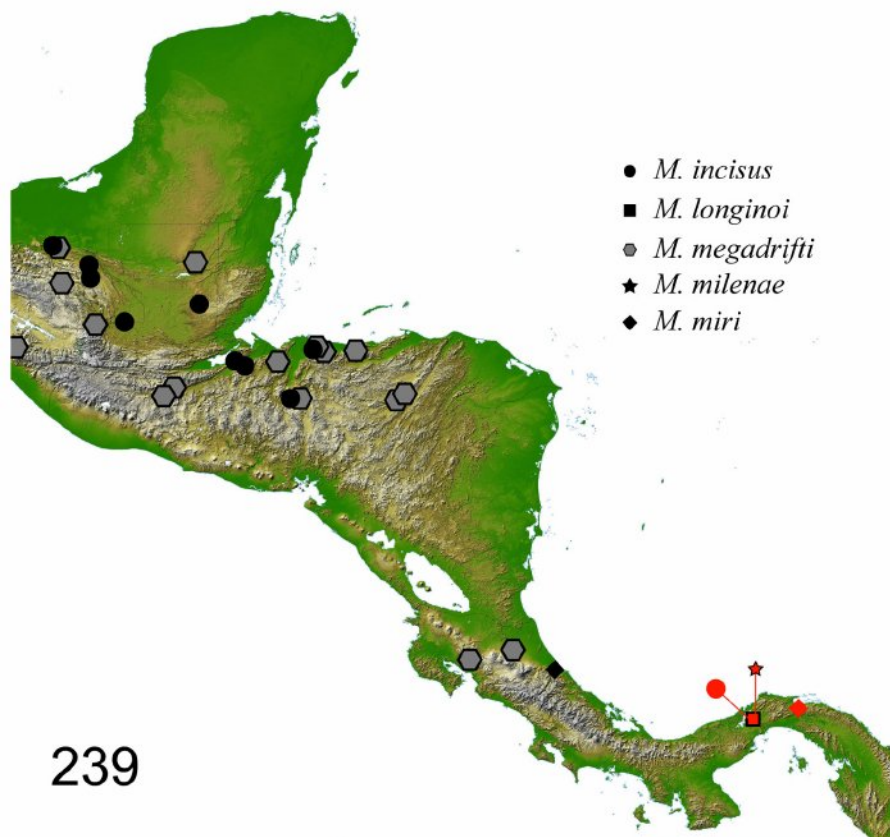 M. incisus
M. longinoi
M. megadrifti
M. milenae
M. miri
239